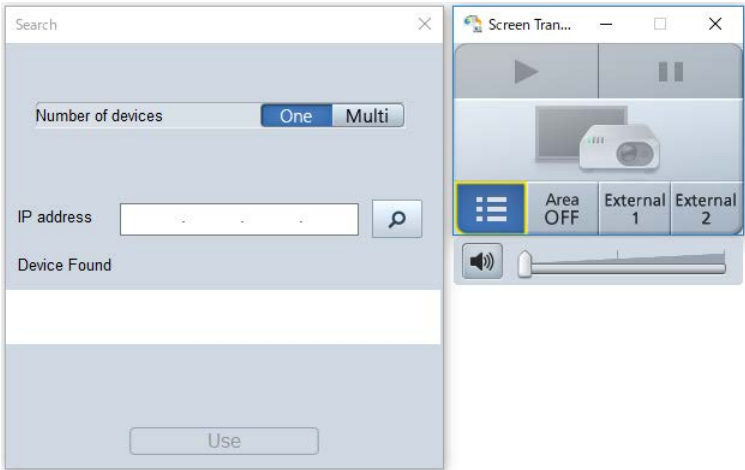 Search
Number of devices One Multi
IP address . . .
Device Found
Use
Screen Tran...
Area OFF
External 1
External 2